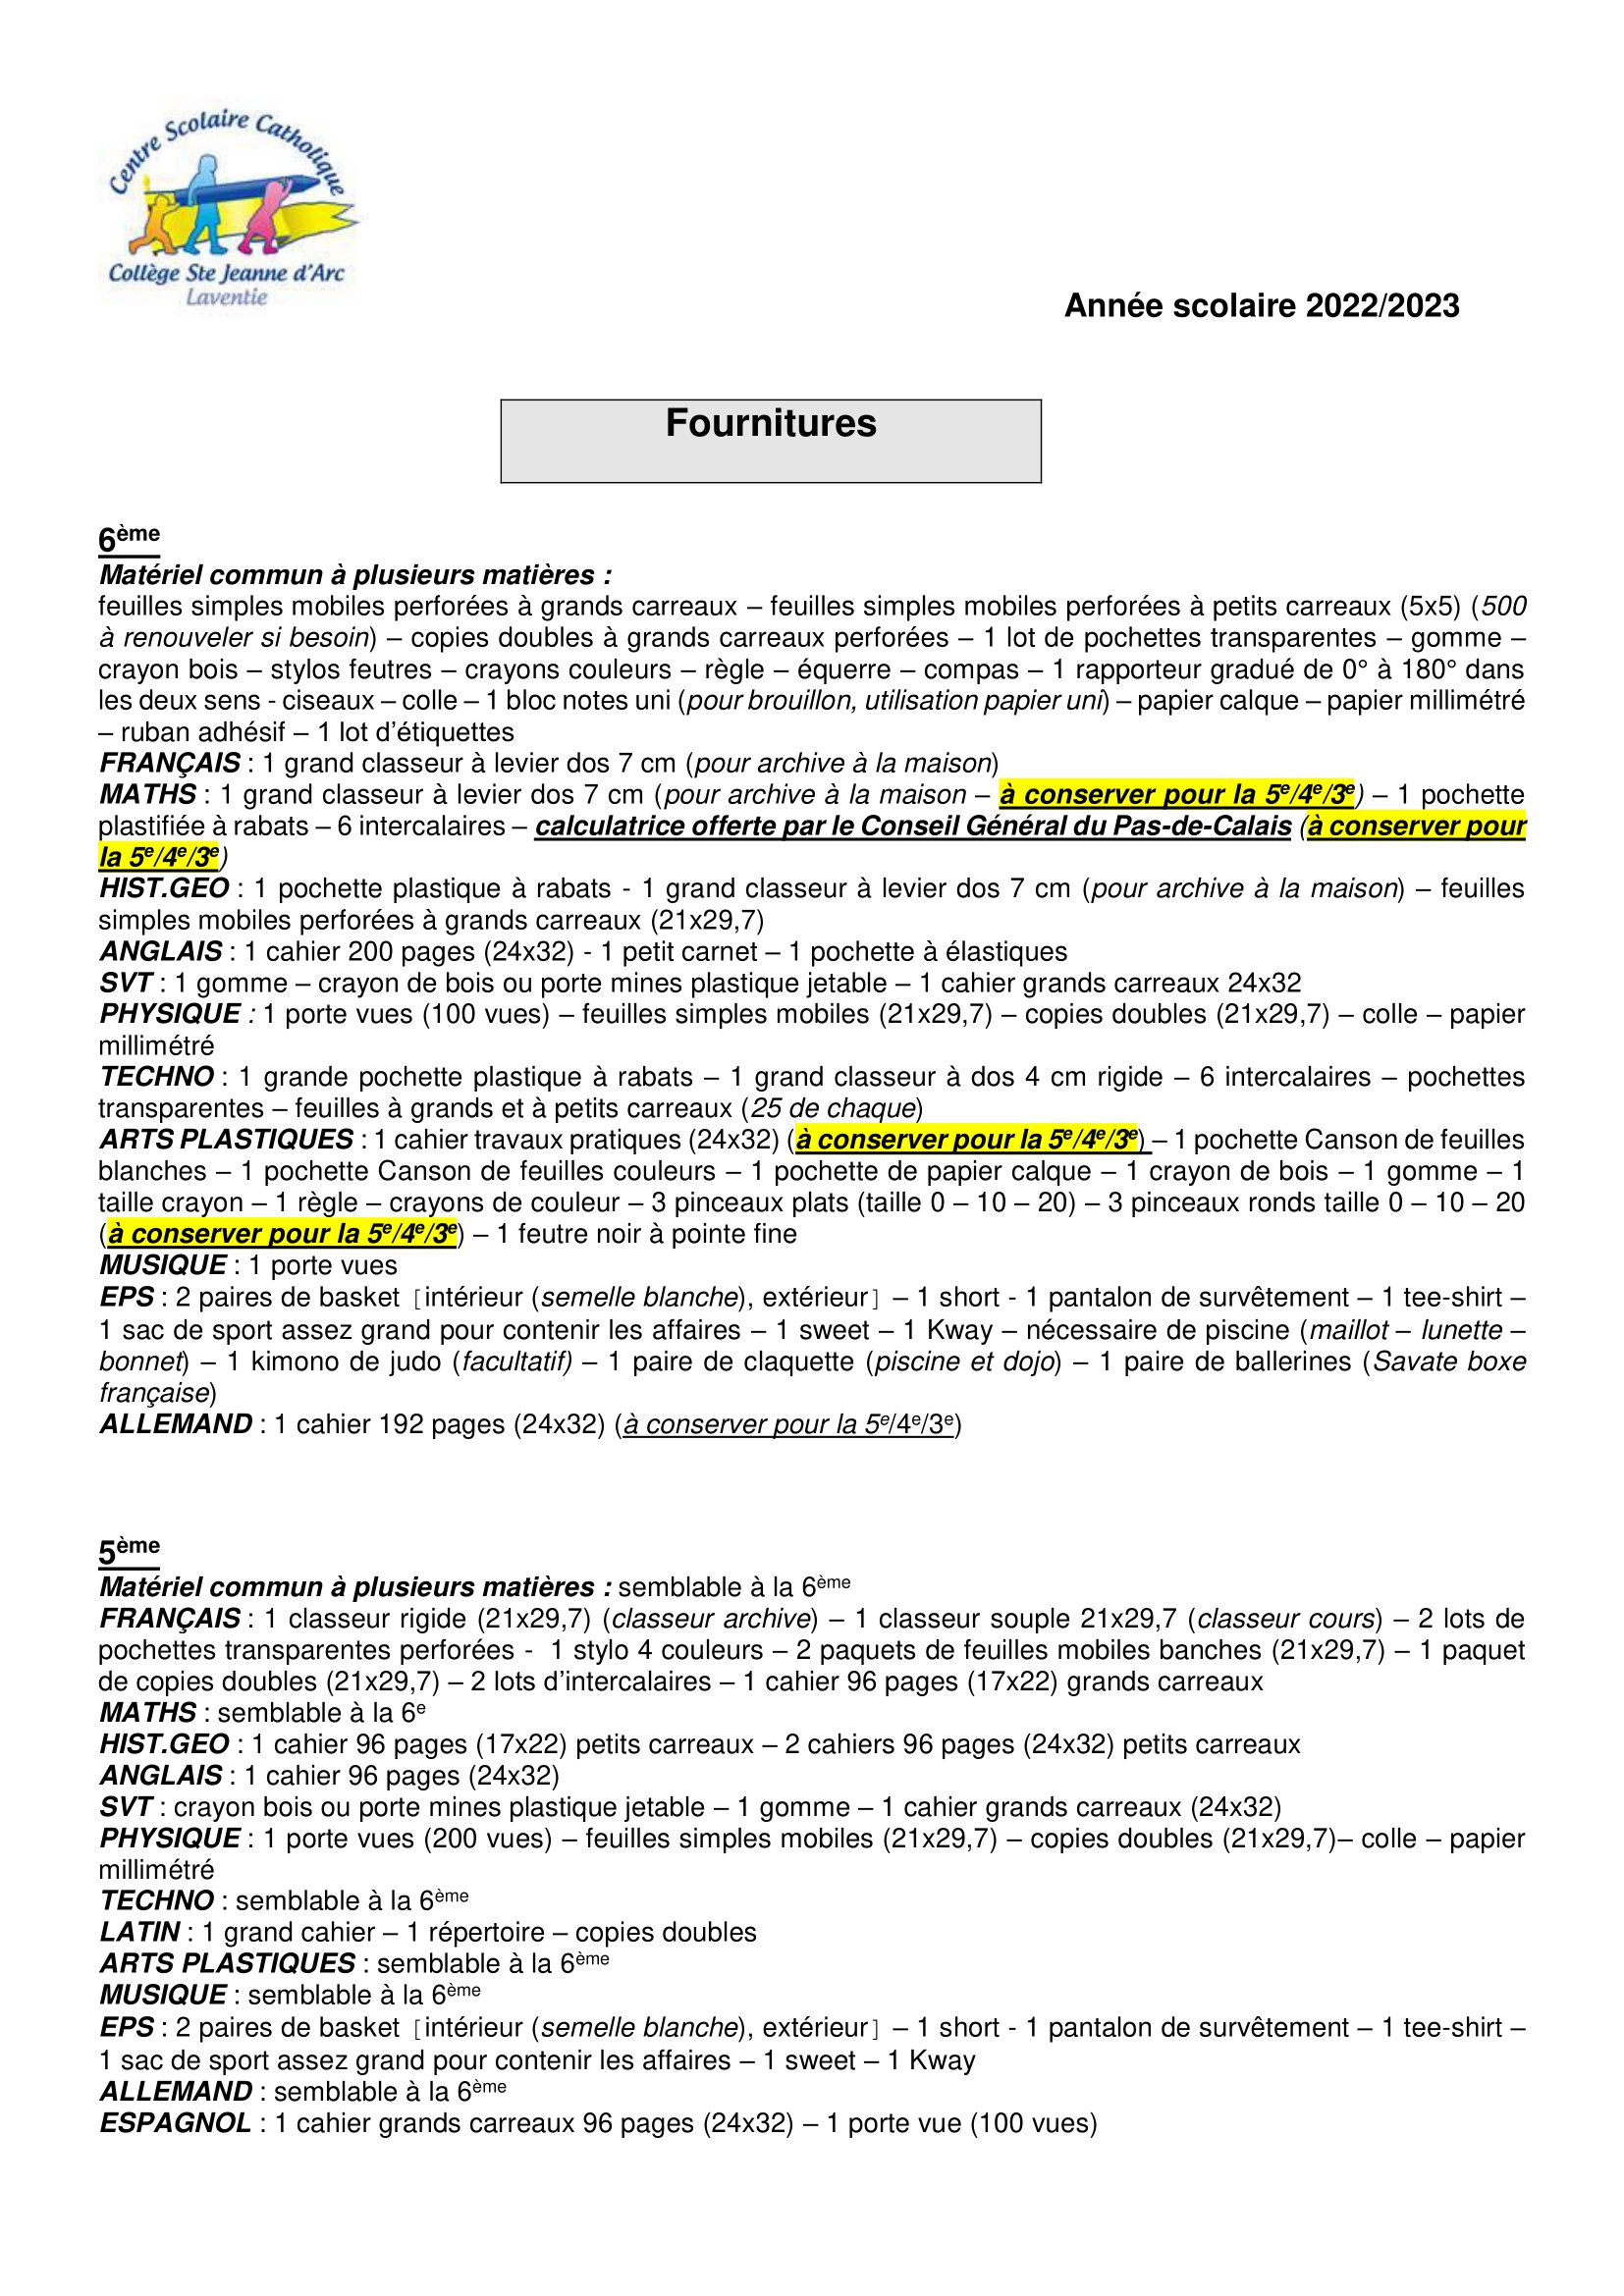 Centre Scolaire Catholique
Collège Ste Jeanne d'Arc
Laventie
Année scolaire 2022/2023
Fournitures
6ème
Matériel commun à plusieurs matières :
feuilles simples mobiles perforées à grands carreaux – feuilles simples mobiles perforées à petits carreaux (5x5) (500
à renouveler si besoin) – copies doubles à grands carreaux perforées – 1 lot de pochettes transparentes – gomme –
crayon bois – stylos feutres – crayons couleurs – règle – équerre – compas – 1 rapporteur gradué de 0° à 180° dans
les deux sens - ciseaux – colle – 1 bloc notes uni (pour brouillon, utilisation papier uni) – papier calque – papier millimétré
– ruban adhésif – 1 lot d'étiquettes
FRANÇAIS : 1 grand classeur à levier dos 7 cm (pour archive à la maison)
MATHS : 1 grand classeur à levier dos 7 cm (pour archive à la maison – à conserver pour la 5e/4e/3e) – 1 pochette
plastifiée à rabats – 6 intercalaires – calculatrice offerte par le Conseil Général du Pas-de-Calais (à conserver pour
la 5e/4e/3e)
HIST.GEO : 1 pochette plastique à rabats - 1 grand classeur à levier dos 7 cm (pour archive à la maison) – feuilles
simples mobiles perforées à grands carreaux (21x29,7)
ANGLAIS : 1 cahier 200 pages (24x32) - 1 petit carnet – 1 pochette à élastiques
SVT : 1 gomme – crayon de bois ou porte mines plastique jetable – 1 cahier grands carreaux 24x32
PHYSIQUE : 1 porte vues (100 vues) – feuilles simples mobiles (21x29,7) – copies doubles (21x29,7) – colle – papier
millimétré
TECHNO : 1 grande pochette plastique à rabats – 1 grand classeur à dos 4 cm rigide – 6 intercalaires – pochettes
transparentes – feuilles à grands et à petits carreaux (25 de chaque)
ARTS PLASTIQUES : 1 cahier travaux pratiques (24x32) (à conserver pour la 5e/4e/3e) – 1 pochette Canson de feuilles
blanches – 1 pochette Canson de feuilles couleurs – 1 pochette de papier calque – 1 crayon de bois – 1 gomme – 1
taille crayon – 1 règle – crayons de couleur – 3 pinceaux plats (taille 0 – 10 – 20) – 3 pinceaux ronds taille 0 – 10 – 20
(à conserver pour la 5e/4e/3e) – 1 feutre noir à pointe fine
MUSIQUE : 1 porte vues
EPS : 2 paires de basket [intérieur (semelle blanche), extérieur] – 1 short - 1 pantalon de survêtement – 1 tee-shirt –
1 sac de sport assez grand pour contenir les affaires – 1 sweet – 1 Kway – nécessaire de piscine (maillot – lunette –
bonnet) – 1 kimono de judo (facultatif) – 1 paire de claquette (piscine et dojo) – 1 paire de ballerines (Savate boxe
française)
ALLEMAND : 1 cahier 192 pages (24x32) (à conserver pour la 5e/4e/3e)
5ème
Matériel commun à plusieurs matières : semblable à la 6ème
FRANÇAIS : 1 classeur rigide (21x29,7) (classeur archive) – 1 classeur souple 21x29,7 (classeur cours) – 2 lots de
pochettes transparentes perforées - 1 stylo 4 couleurs – 2 paquets de feuilles mobiles banches (21x29,7) – 1 paquet
de copies doubles (21x29,7) – 2 lots d'intercalaires – 1 cahier 96 pages (17x22) grands carreaux
MATHS : semblable à la 6e
HIST.GEO : 1 cahier 96 pages (17x22) petits carreaux – 2 cahiers 96 pages (24x32) petits carreaux
ANGLAIS : 1 cahier 96 pages (24x32)
SVT : crayon bois ou porte mines plastique jetable – 1 gomme – 1 cahier grands carreaux (24x32)
PHYSIQUE : 1 porte vues (200 vues) – feuilles simples mobiles (21x29,7) – copies doubles (21x29,7)– colle – papier
millimétré
TECHNO : semblable à la 6ème
LATIN : 1 grand cahier – 1 répertoire – copies doubles
ARTS PLASTIQUES : semblable à la 6ème
MUSIQUE : semblable à la 6ème
EPS : 2 paires de basket [intérieur (semelle blanche), extérieur] – 1 short - 1 pantalon de survêtement – 1 tee-shirt –
1 sac de sport assez grand pour contenir les affaires – 1 sweet – 1 Kway
ALLEMAND : semblable à la 6ème
ESPAGNOL : 1 cahier grands carreaux 96 pages (24x32) – 1 porte vue (100 vues)